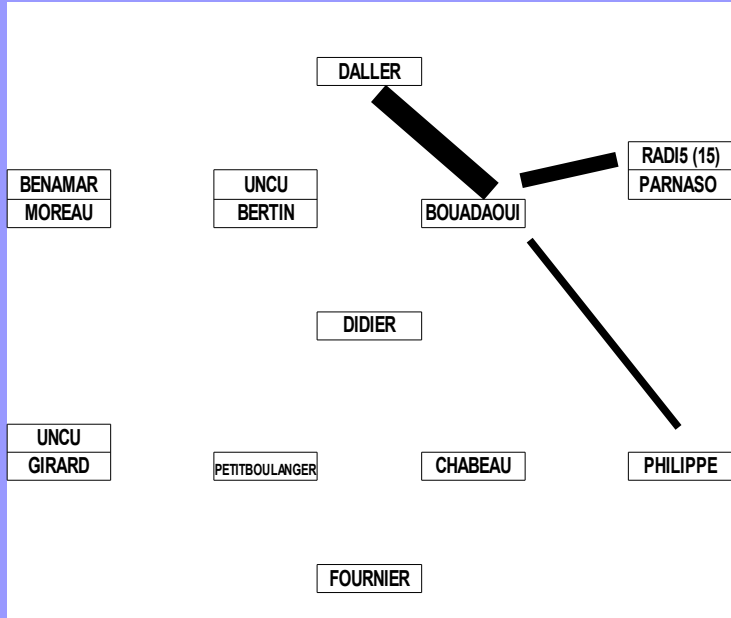 DALLER
RADI5 (15)
PARNASO
BENAMAR
MOREAU
UNCU
BERTIN
BOUADAOUI
DIDIER
UNCU
GIRARD
PETITBOULANGER
CHABEAU
PHILIPPE
FOURNIER